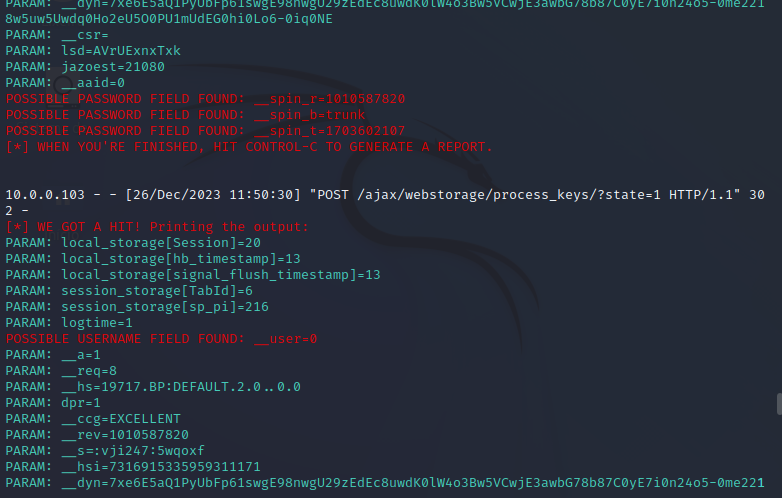 PARAM: __dyn=7xe6E5aQ1PyUbFp61swgE98nwgU29zEdEc8uwdK0lW4o3Bw5VCwjE3awbG78b87C0yE7i0n24o5-0me221
8w5uw5Uwdq0Ho2eU5O0PU1mUdEG0hi0Lo6-0iq0NE
PARAM: __csr=
PARAM: lsd=AVrUExnxTxk
PARAM: jazoest=21080
PARAM: __aaid=0
POSSIBLE PASSWORD FIELD FOUND: __spin_r=1010587820
POSSIBLE PASSWORD FIELD FOUND: __spin_b=trunk
POSSIBLE PASSWORD FIELD FOUND: __spin_t=1703602107
[*] WHEN YOU'RE FINISHED, HIT CONTROL-C TO GENERATE A REPORT.
10.0.0.103 - - [26/Dec/2023 11:50:30] "POST /ajax/webstorage/process_keys/?state=1 HTTP/1.1" 30
2 -
[*] WE GOT A HIT! Printing the output:
PARAM: local_storage[Session]=20
PARAM: local_storage[hb_timestamp]=13
PARAM: local_storage[signal_flush_timestamp]=13
PARAM: session_storage[TabId]=6
PARAM: session_storage[sp_pi]=216
PARAM: logtime=1
POSSIBLE USERNAME FIELD FOUND: __user=0
PARAM: __a=1
PARAM: __req=8
PARAM: __hs=19717.BP:DEFAULT.2.0..0.0
PARAM: dpr=1
PARAM: __ccg=EXCELLENT
PARAM: __rev=1010587820
PARAM: __s=:vji247:5wqoxf
PARAM: __hsi=7316915335959311171
PARAM: __dyn=7xe6E5aQ1PyUbFp61swgE98nwgU29zEdEc8uwdK0lW4o3Bw5VCwjE3awbG78b87C0yE7i0n24o5-0me221